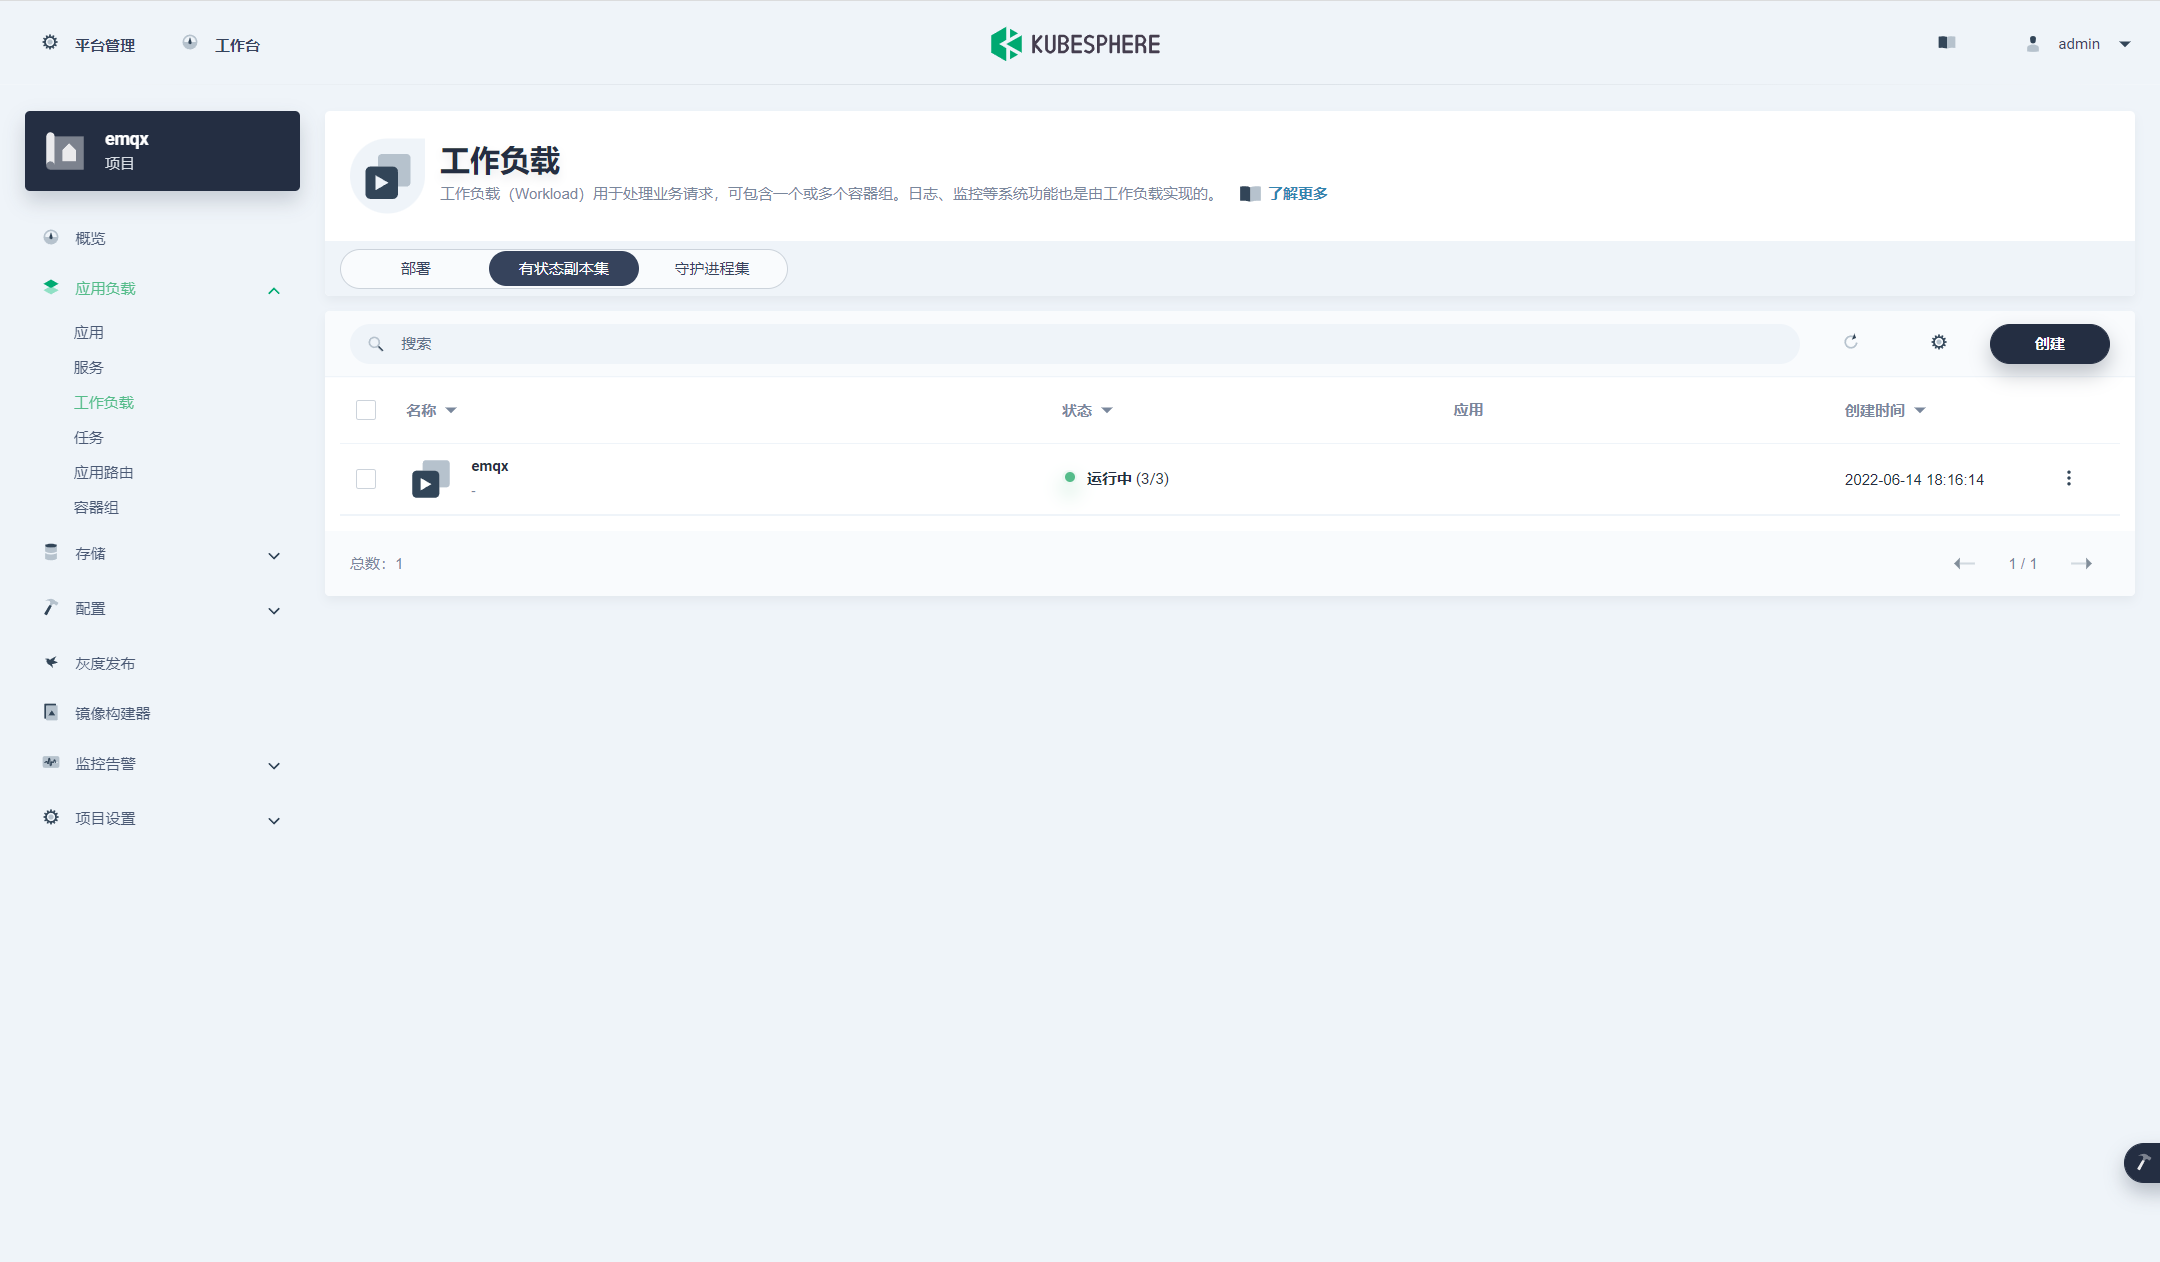 平台管理
工作台
KUBESPHERE
admin
emqx
项目
概览
应用负载
应用
服务
工作负载
任务
应用路由
容器组
存储
配置
灰度发布
镜像构建器
监控告警
项目设置
工作负载
工作负载（Workload）用于处理业务请求，可包含一个或多个容器组。日志、监控等系统功能也是由工作负载实现的。 了解更多
部署
有状态副本集
守护进程集
搜索
创建
名称 状态 应用 创建时间
emqx
-
运行中 (3/3)
2022-06-14 18:16:14
总数：1
1 / 1